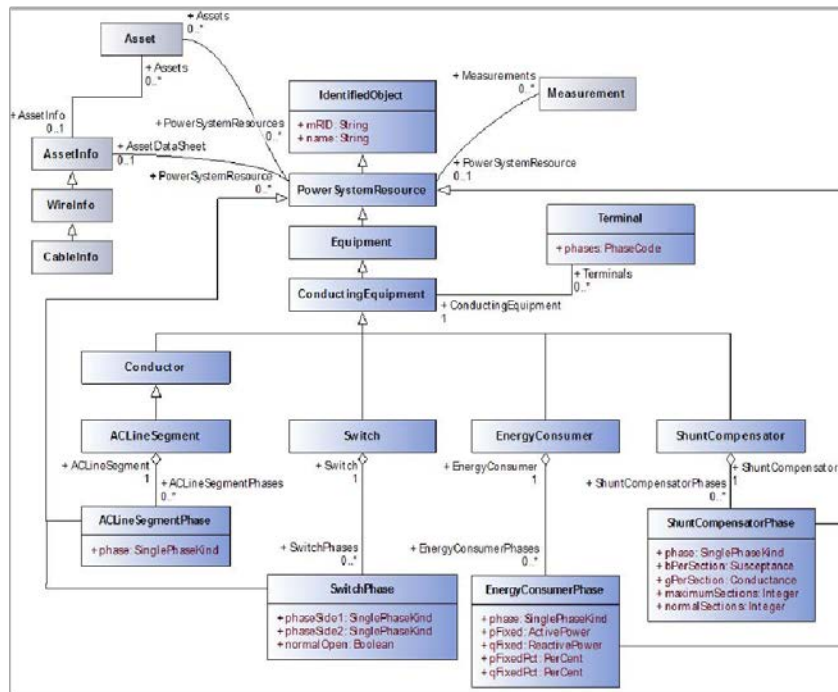 Asset
+ Assets
0..*
+ Assets
0..*
IdentifiedObject
+ mRID: String
+ name: String
+ Measurements
0..*
Measurement
+ AssetInfo
0..1
+ PowerSystemResources
0..*
AssetInfo
+ AssetDataSheet
0..1
+ PowerSystemResource
0..*
PowerSystemResource
+ PowerSystemResource
0..1
WireInfo
CableInfo
Equipment
Terminal
+ phases: PhaseCode
+ Terminals
0..*
ConductingEquipment
+ ConductingEquipment
1
Conductor
ACLineSegment
Switch
EnergyConsumer
ShuntCompensator
+ ACLineSegment
1
+ Switch
1
+ EnergyConsumer
1
+ ShuntCompensator
1
+ ACLineSegmentPhases
0..*
+ ShuntCompensatorPhases
0..*
ACLineSegmentPhase
+ phase: SinglePhaseKind
+ SwitchPhases
0..*
+ EnergyConsumerPhases
0..*
ShuntCompensatorPhase
+ phase: SinglePhaseKind
+ bPerSection: Susceptance
+ gPerSection: Conductance
+ maximumSections: Integer
+ normalSections: Integer
SwitchPhase
+ phaseSide1: SinglePhaseKind
+ phaseSide2: SinglePhaseKind
+ normalOpen: Boolean
EnergyConsumerPhase
+ phase: SinglePhaseKind
+ pFixed: ActivePower
+ qFixed: ReactivePower
+ pFixedPct: PerCent
+ qFixedPct: PerCent